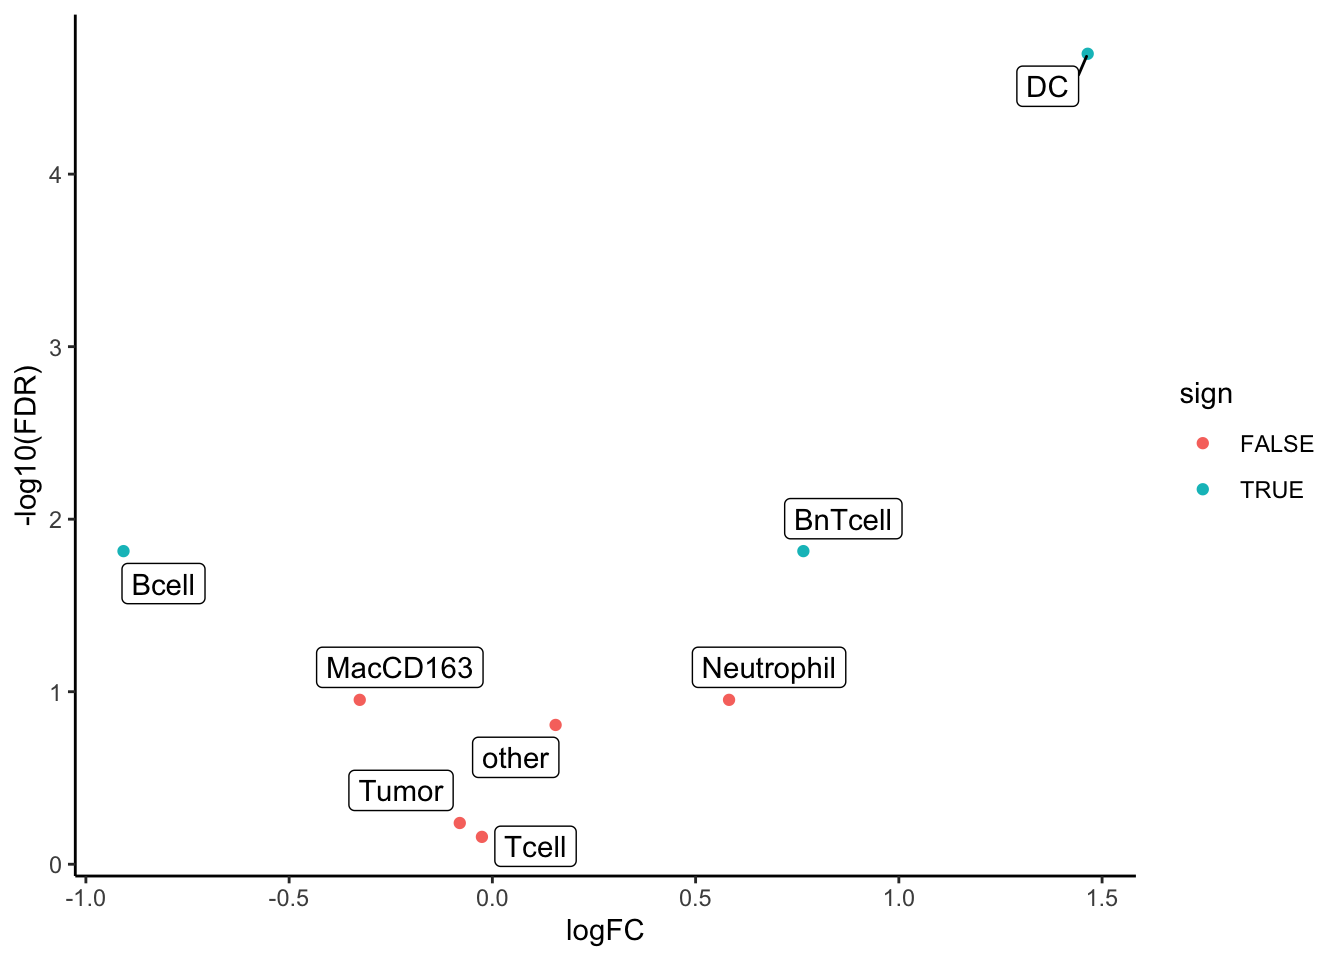 DC
4
3
-log10(FDR)
sign
FALSE
TRUE
2
BnTcell
Bcell
MacCD163
Neutrophil
1
other
Tumor
Tcell
0
-1.0 -0.5 0.0 0.5 1.0 1.5
logFC